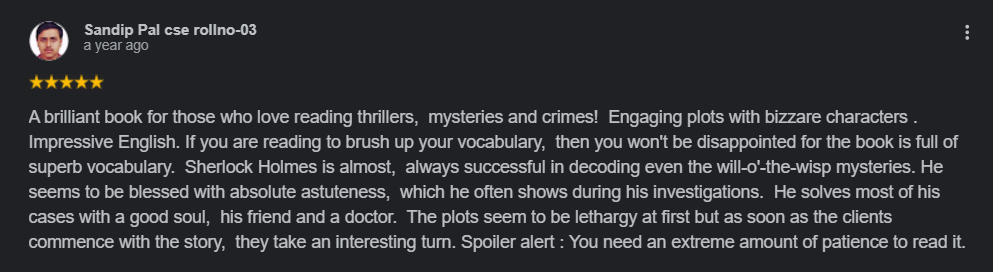 Sandip Pal cse rollno-03
a year ago
A brilliant book for those who love reading thrillers,  mysteries and crimes!  Engaging plots with bizzare characters .
Impressive English. If you are reading to brush up your vocabulary,  then you won't be disappointed for the book is full of
superb vocabulary.  Sherlock Holmes is almost,  always successful in decoding even the will-o'-the-wisp mysteries. He
seems to be blessed with absolute astuteness,  which he often shows during his investigations.  He solves most of his
cases with a good soul,  his friend and a doctor.  The plots seem to be lethargy at first but as soon as the clients
commence with the story,  they take an interesting turn. Spoiler alert : You need an extreme amount of patience to read it.